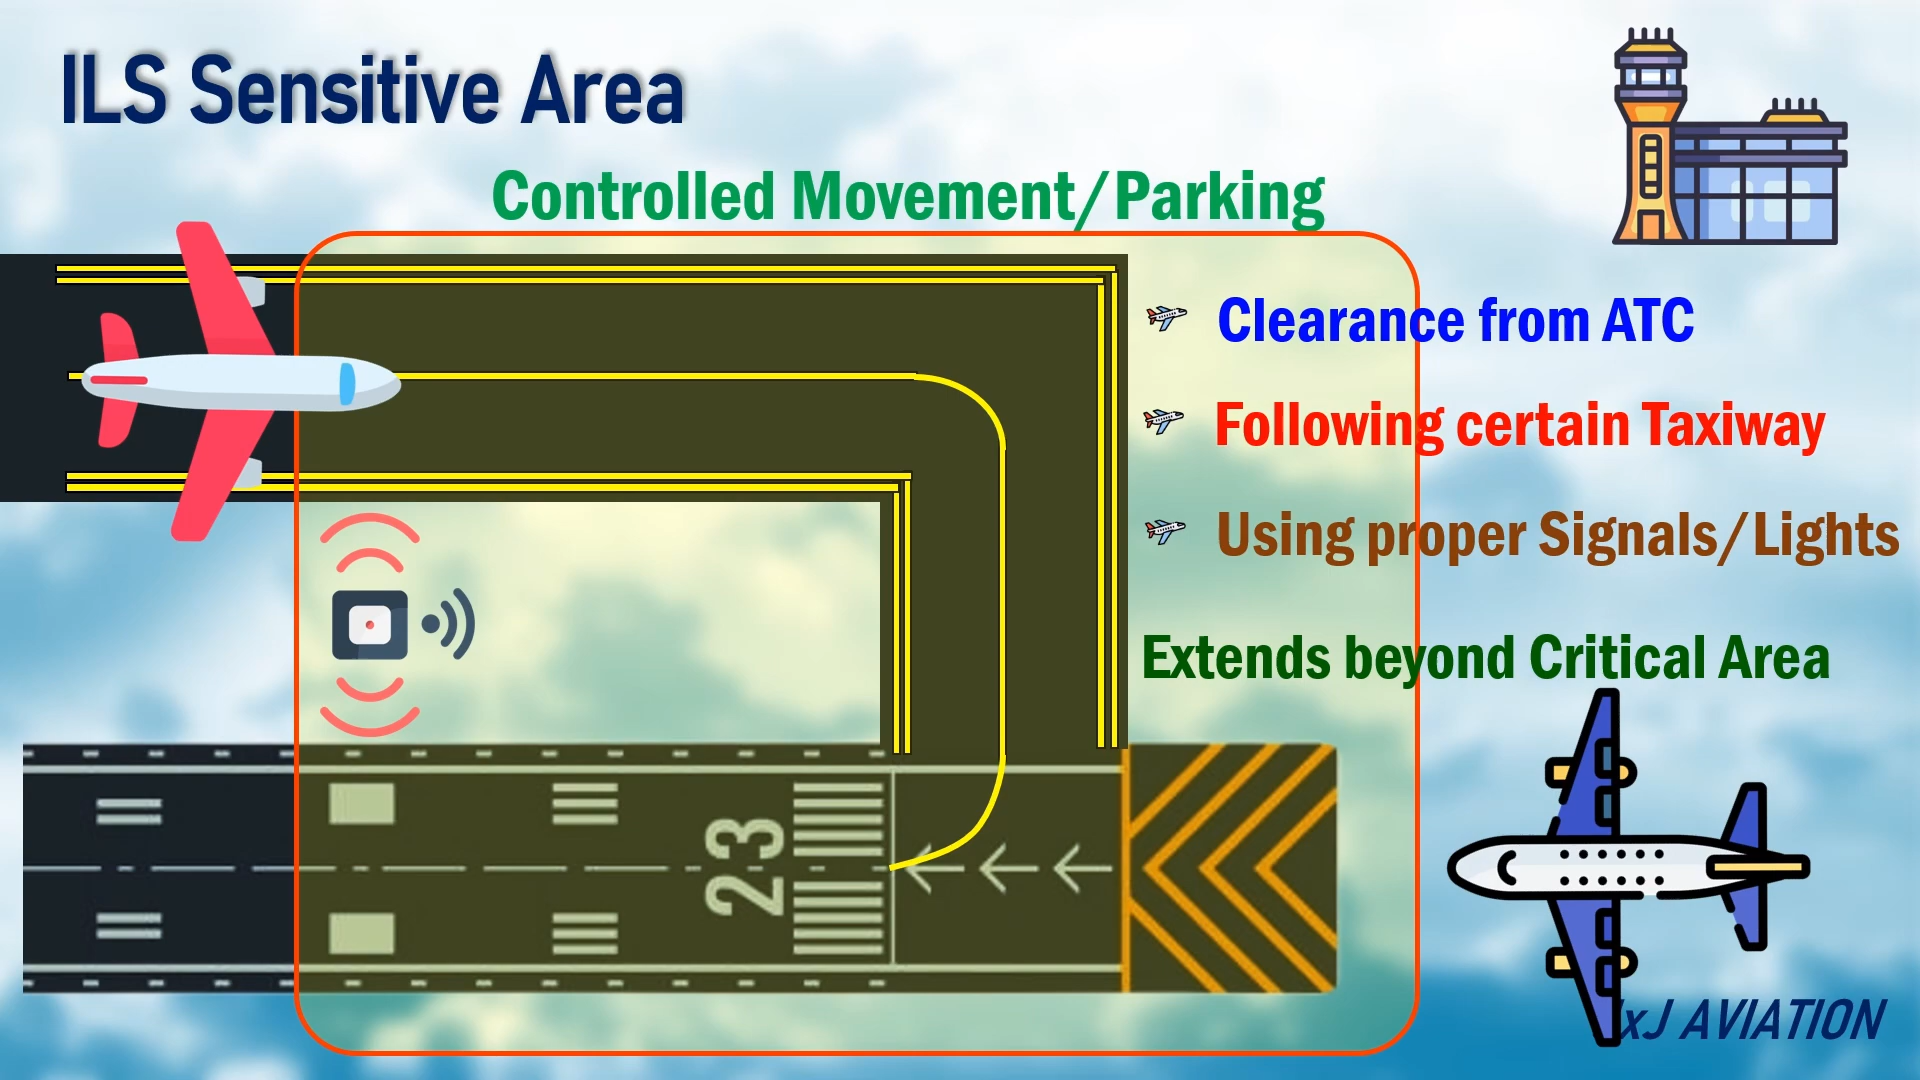 ILS Sensitive Area
Controlled Movement/Parking
Clearance from ATC
Following certain Taxiway
Using proper Signals/Lights
Extends beyond Critical Area
23
AVIATION